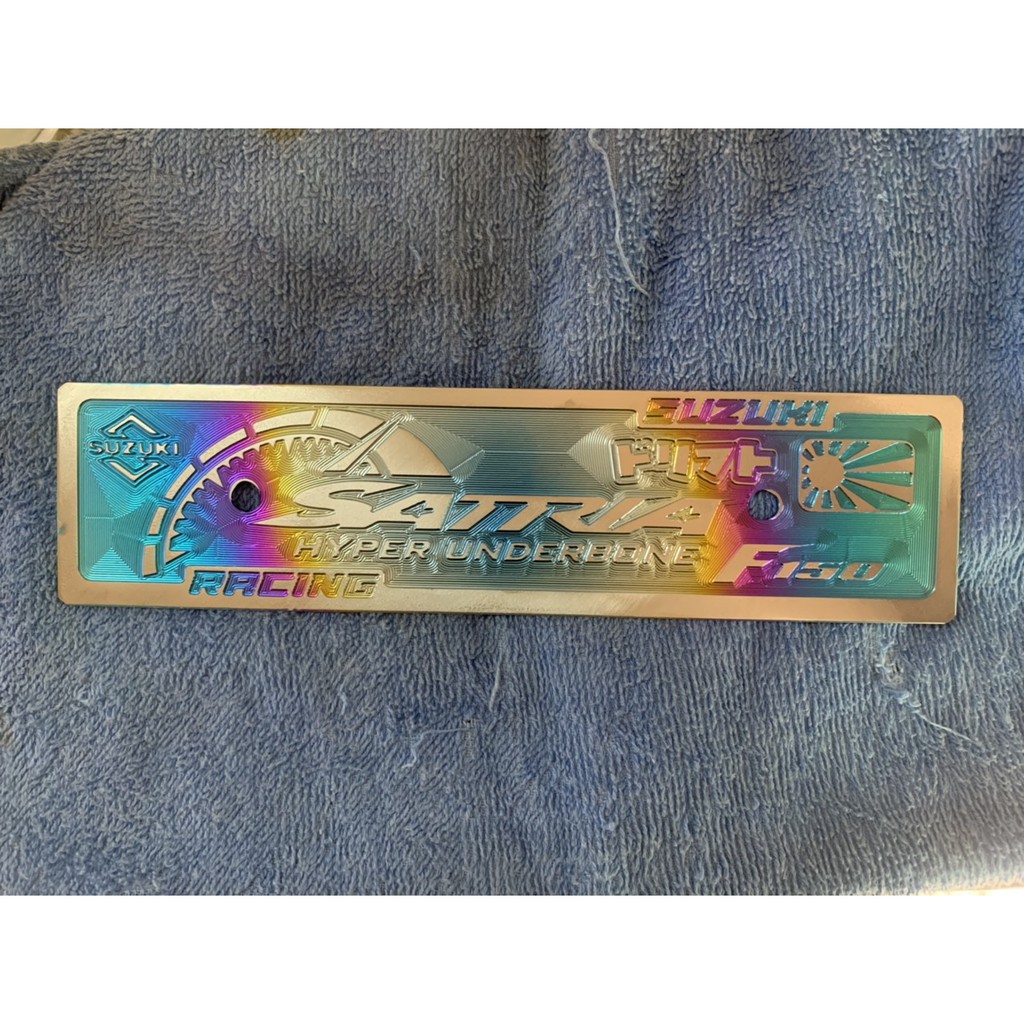 SUZUKI
SUZUKI
ドリフト
SATRIA
HYPER UNDERBONE
F150
RACING